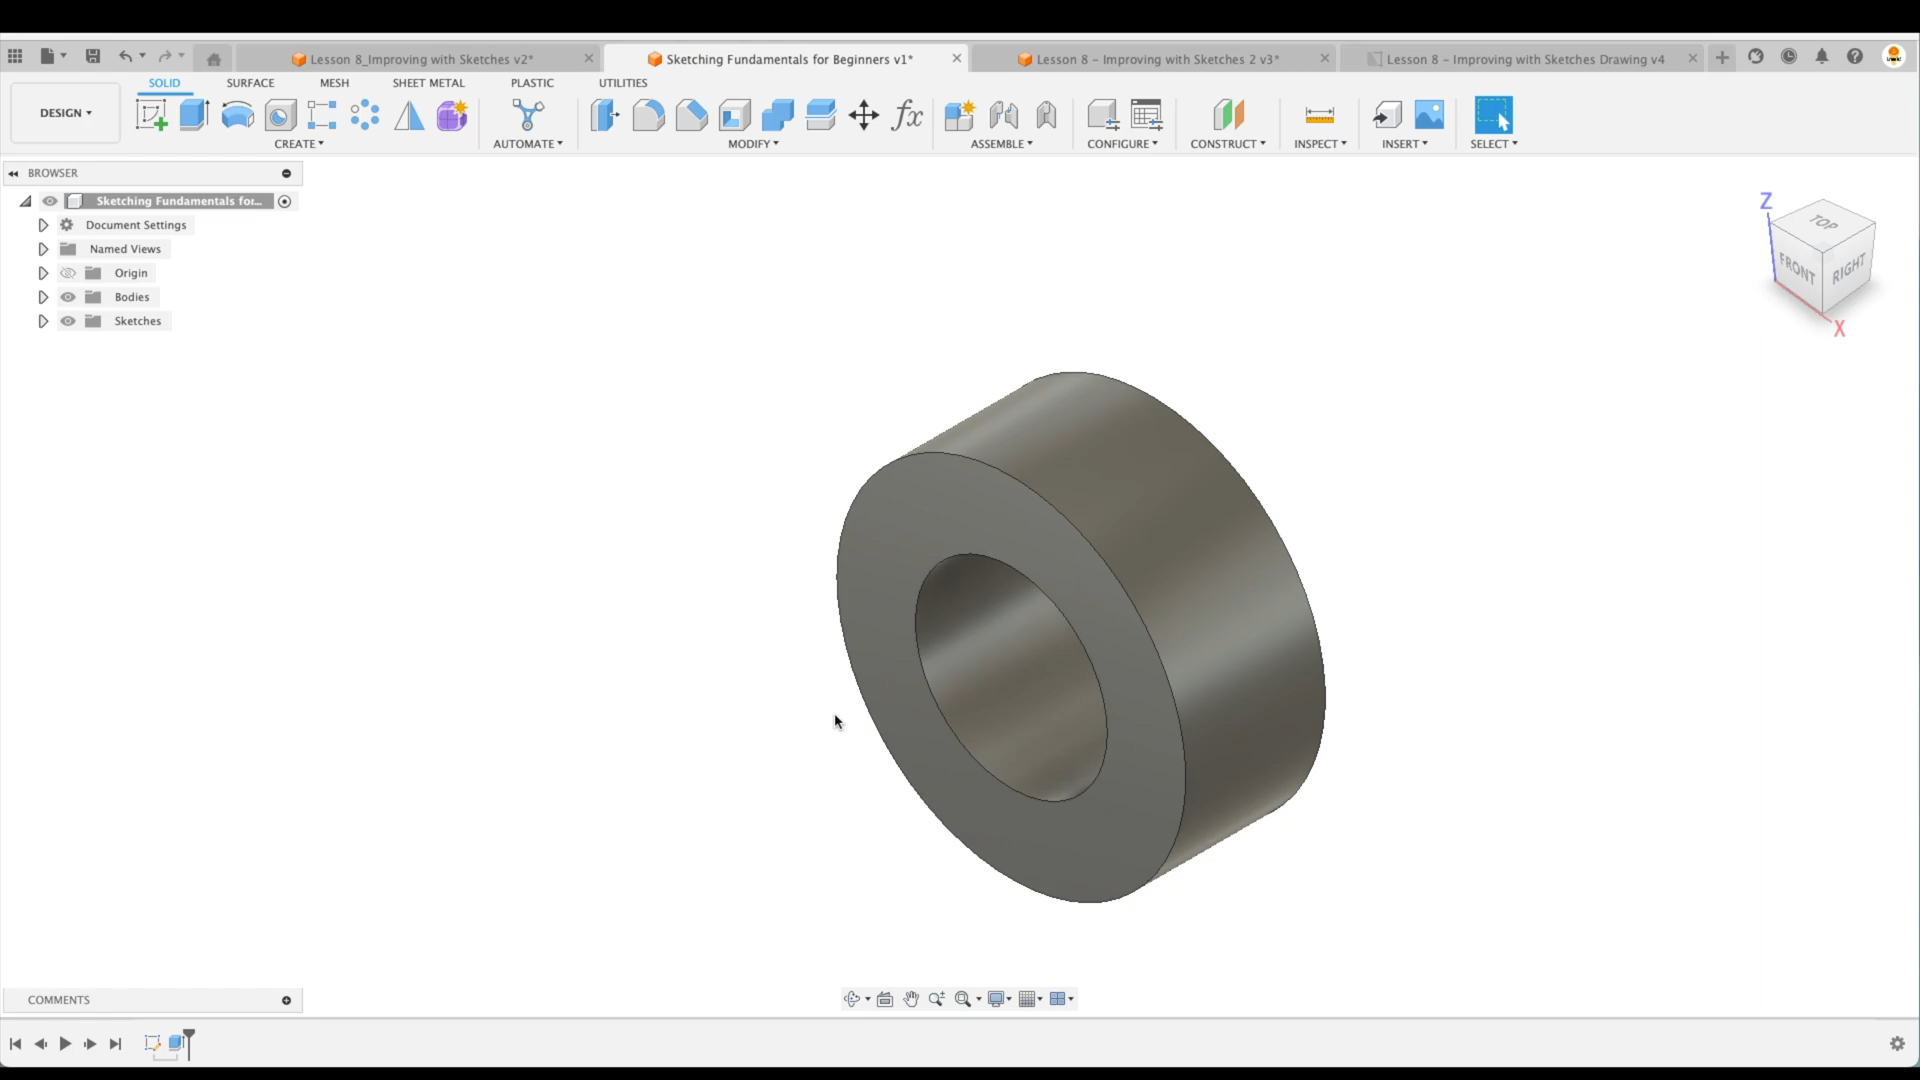 Lesson 8_Improving with Sketches v2*
Sketching Fundamentals for Beginners v1*
Lesson 8 – Improving with Sketches 2 v3*
Lesson 8 – Improving with Sketches Drawing v4
SOLID
SURFACE
MESH
SHEET METAL
PLASTIC
UTILITIES
DESIGN
fx
CREATE
AUTOMATE
MODIFY
ASSEMBLE
CONFIGURE
CONSTRUCT
INSPECT
INSERT
SELECT
BROWSER
Sketching Fundamentals for...
Document Settings
Named Views
Origin
Bodies
Sketches
Z
TOP
FRONT
RIGHT
X
COMMENTS